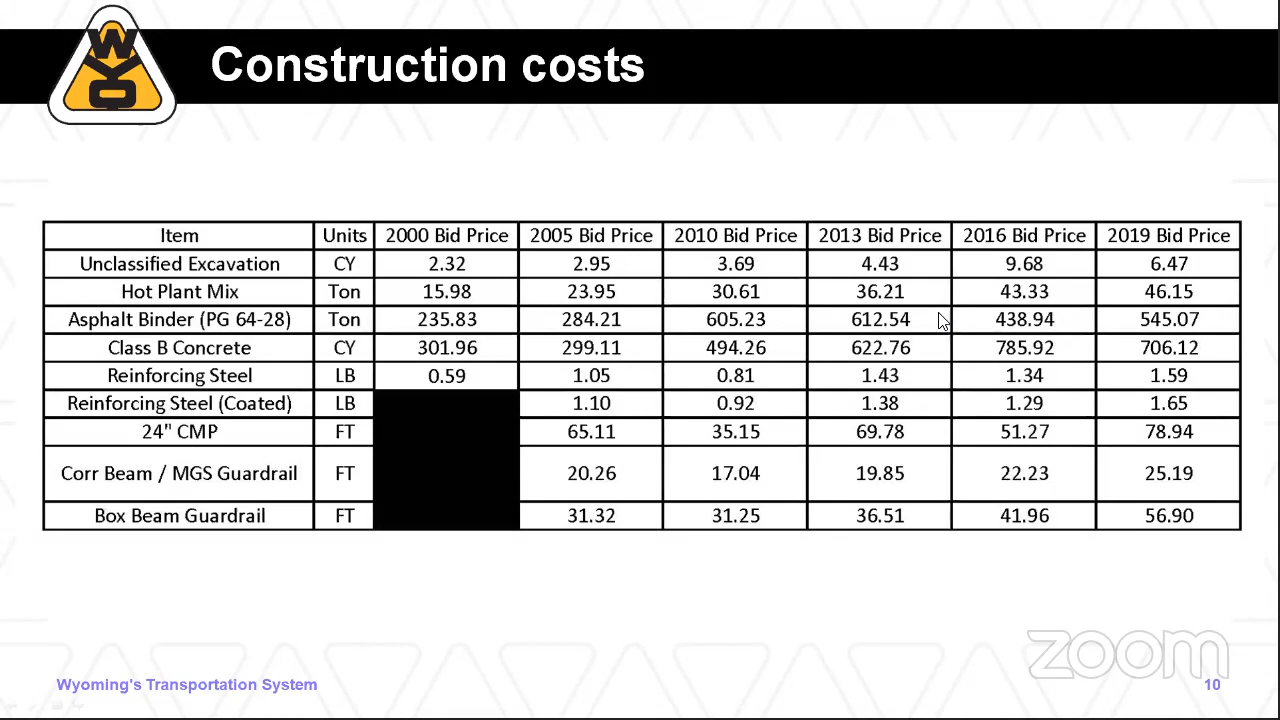 WYO
Construction costs
Item Units 2000 Bid Price 2005 Bid Price 2010 Bid Price 2013 Bid Price 2016 Bid Price 2019 Bid Price
Unclassified Excavation CY 2.32 2.95 3.69 4.43 9.68 6.47
Hot Plant Mix Ton 15.98 23.95 30.61 36.21 43.33 46.15
Asphalt Binder (PG 64-28) Ton 235.83 284.21 605.23 612.54 438.94 545.07
Class B Concrete CY 301.96 299.11 494.26 622.76 785.92 706.12
Reinforcing Steel LB 0.59 1.05 0.81 1.43 1.34 1.59
Reinforcing Steel (Coated) LB 1.10 0.92 1.38 1.29 1.65
24" CMP FT 65.11 35.15 69.78 51.27 78.94
Corr Beam / MGS Guardrail FT 20.26 17.04 19.85 22.23 25.19
Box Beam Guardrail FT 31.32 31.25 36.51 41.96 56.90
zoom
Wyoming's Transportation System 10